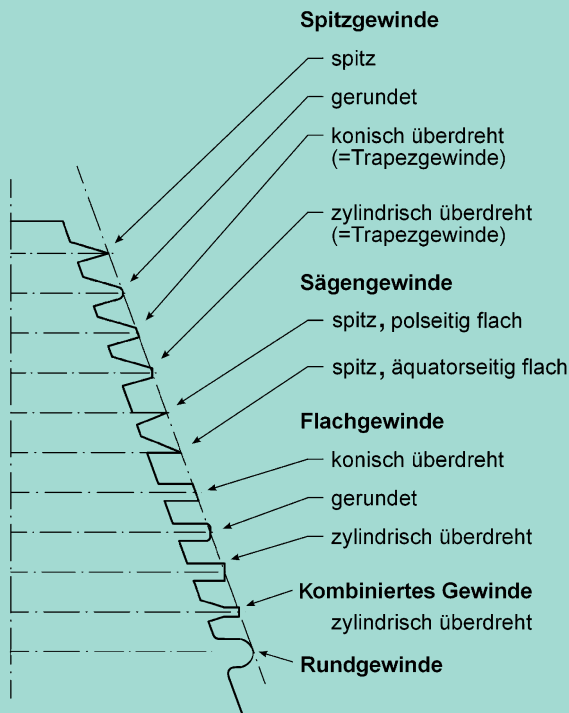 Spitzgewinde
spitz
gerundet
konisch überdreht
(=Trapezgewinde)
zylindrisch überdreht
(=Trapezgewinde)
Sägengewinde
spitz, polseitig flach
spitz, äquatorseitig flach
Flachgewinde
konisch überdreht
gerundet
zylindrisch überdreht
Kombiniertes Gewinde
zylindrisch überdreht
Rundgewinde